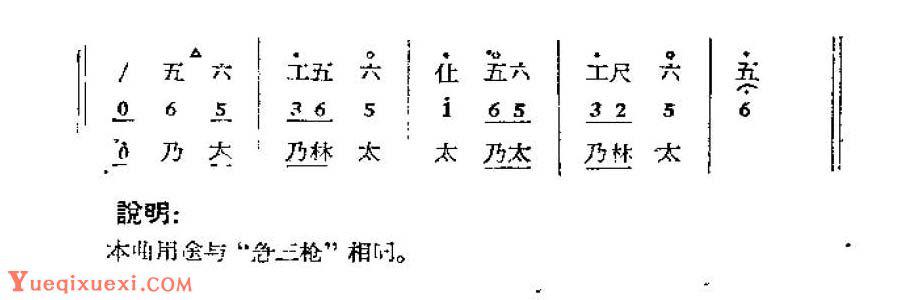 / 五 六 | 工五 六 | 仩 五六 | 工尺 六 | 五
0 6 5 | 3 6 5 | i 6 5 | 3 2 5 | 6
0 乃 太 | 乃林 太 | 太 乃太 | 乃林 太
說明:
本曲用途与“急三枪”相同。
Yueqixuexi.com